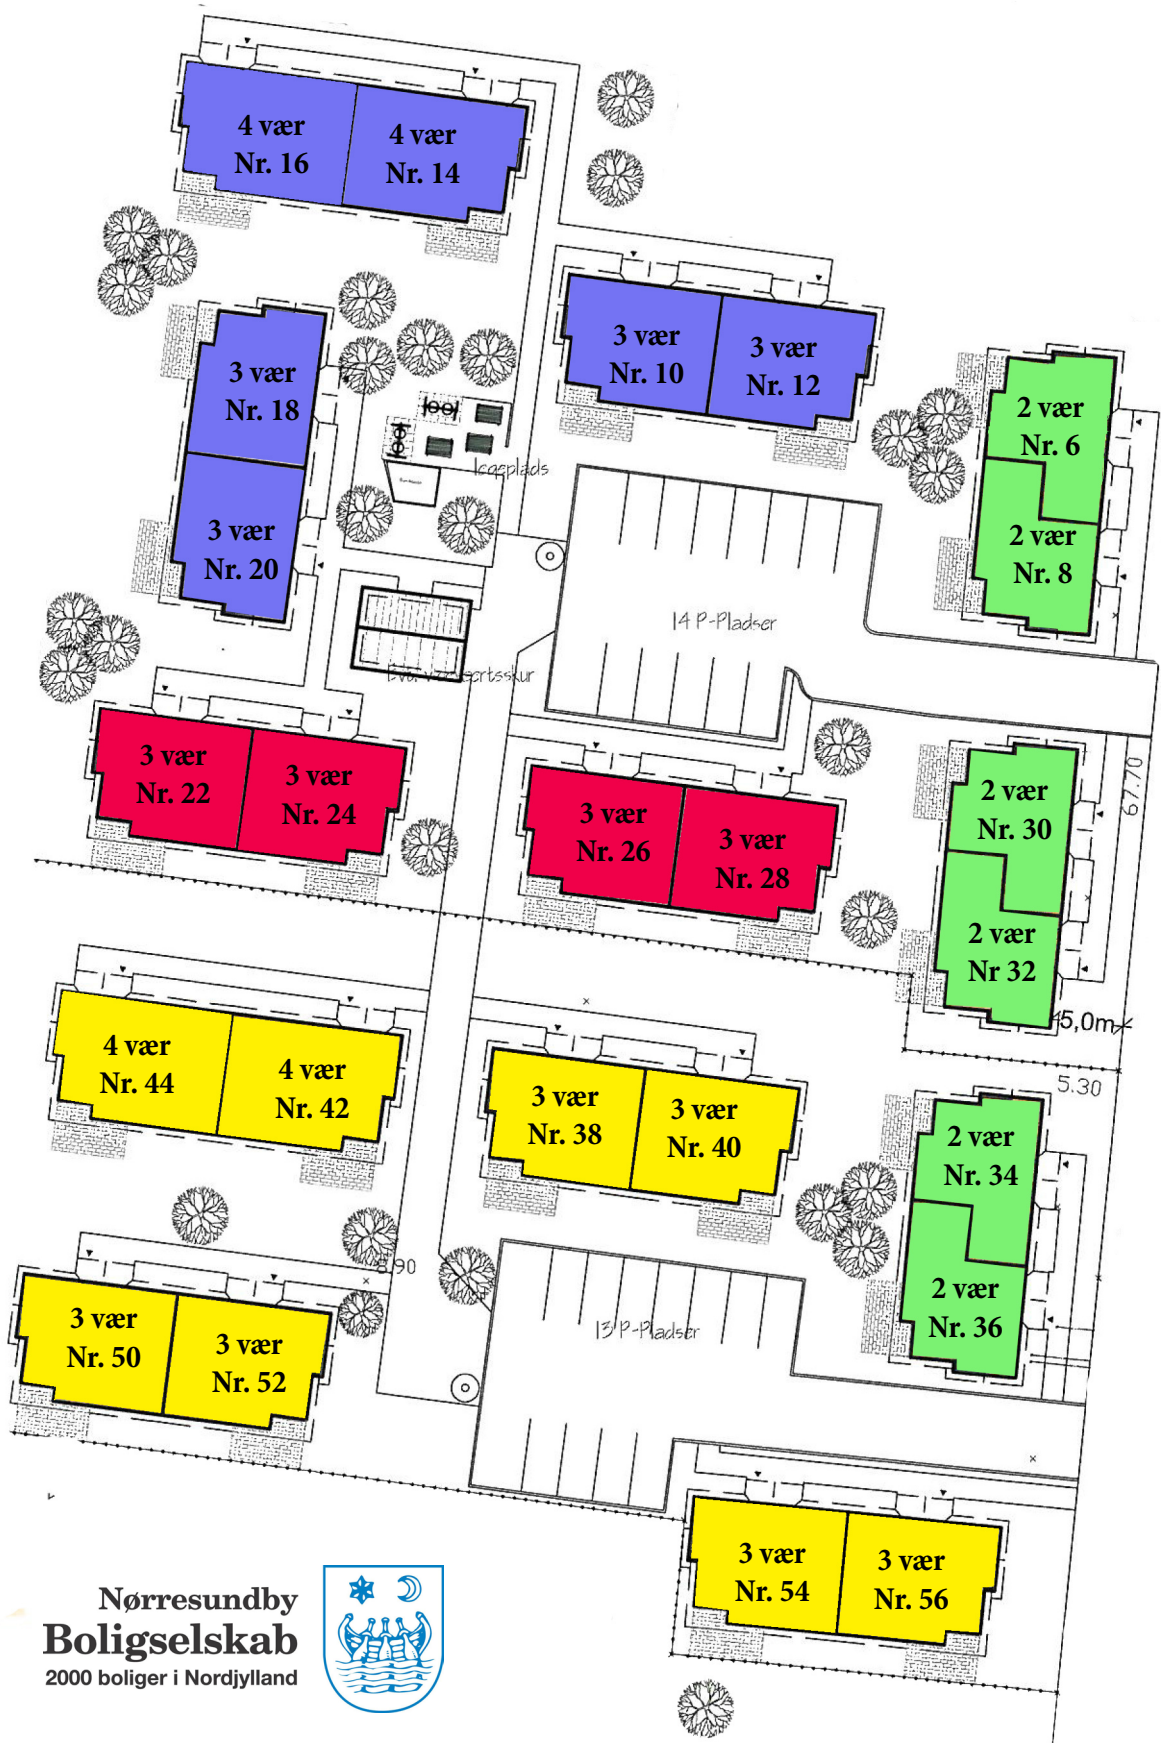 4 vær
Nr. 16
4 vær
Nr. 14
3 vær
Nr. 10
3 vær
Nr. 12
3 vær
Nr. 18
2 vær
Nr. 6
legeplads
3 vær
Nr. 20
2 vær
Nr. 8
14 P-Pladser
3 vær
Nr. 22
3 vær
Nr. 24
3 vær
Nr. 26
3 vær
Nr. 28
2 vær
Nr. 30
67.70
2 vær
Nr 32
5,0m
5.30
4 vær
Nr. 44
4 vær
Nr. 42
3 vær
Nr. 38
3 vær
Nr. 40
2 vær
Nr. 34
2 vær
Nr. 36
3 vær
Nr. 50
3 vær
Nr. 52
13 P-Pladser
3 vær
Nr. 54
3 vær
Nr. 56
Nørresundby
Boligselskab
2000 boliger i Nordjylland